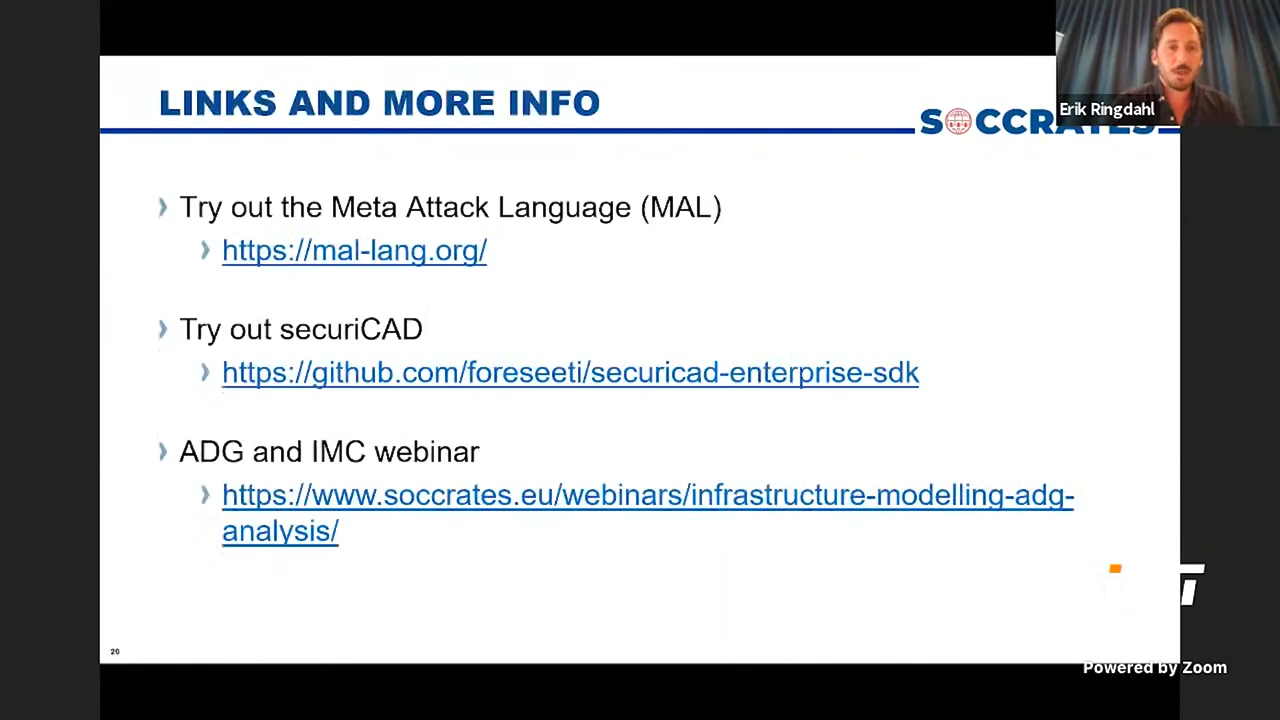 LINKS AND MORE INFO
SOCCRATES
Erik Ringdahl
› Try out the Meta Attack Language (MAL)
› https://mal-lang.org/
› Try out securiCAD
› https://github.com/foreseeti/securicad-enterprise-sdk
› ADG and IMC webinar
› https://www.soccrates.eu/webinars/infrastructure-modelling-adg-
analysis/
20
Powered by Zoom